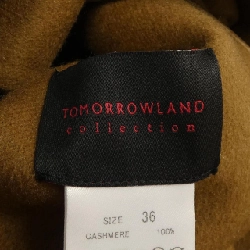 TOMORROWLAND
collection
SIZE 36
CASHMERE 100%